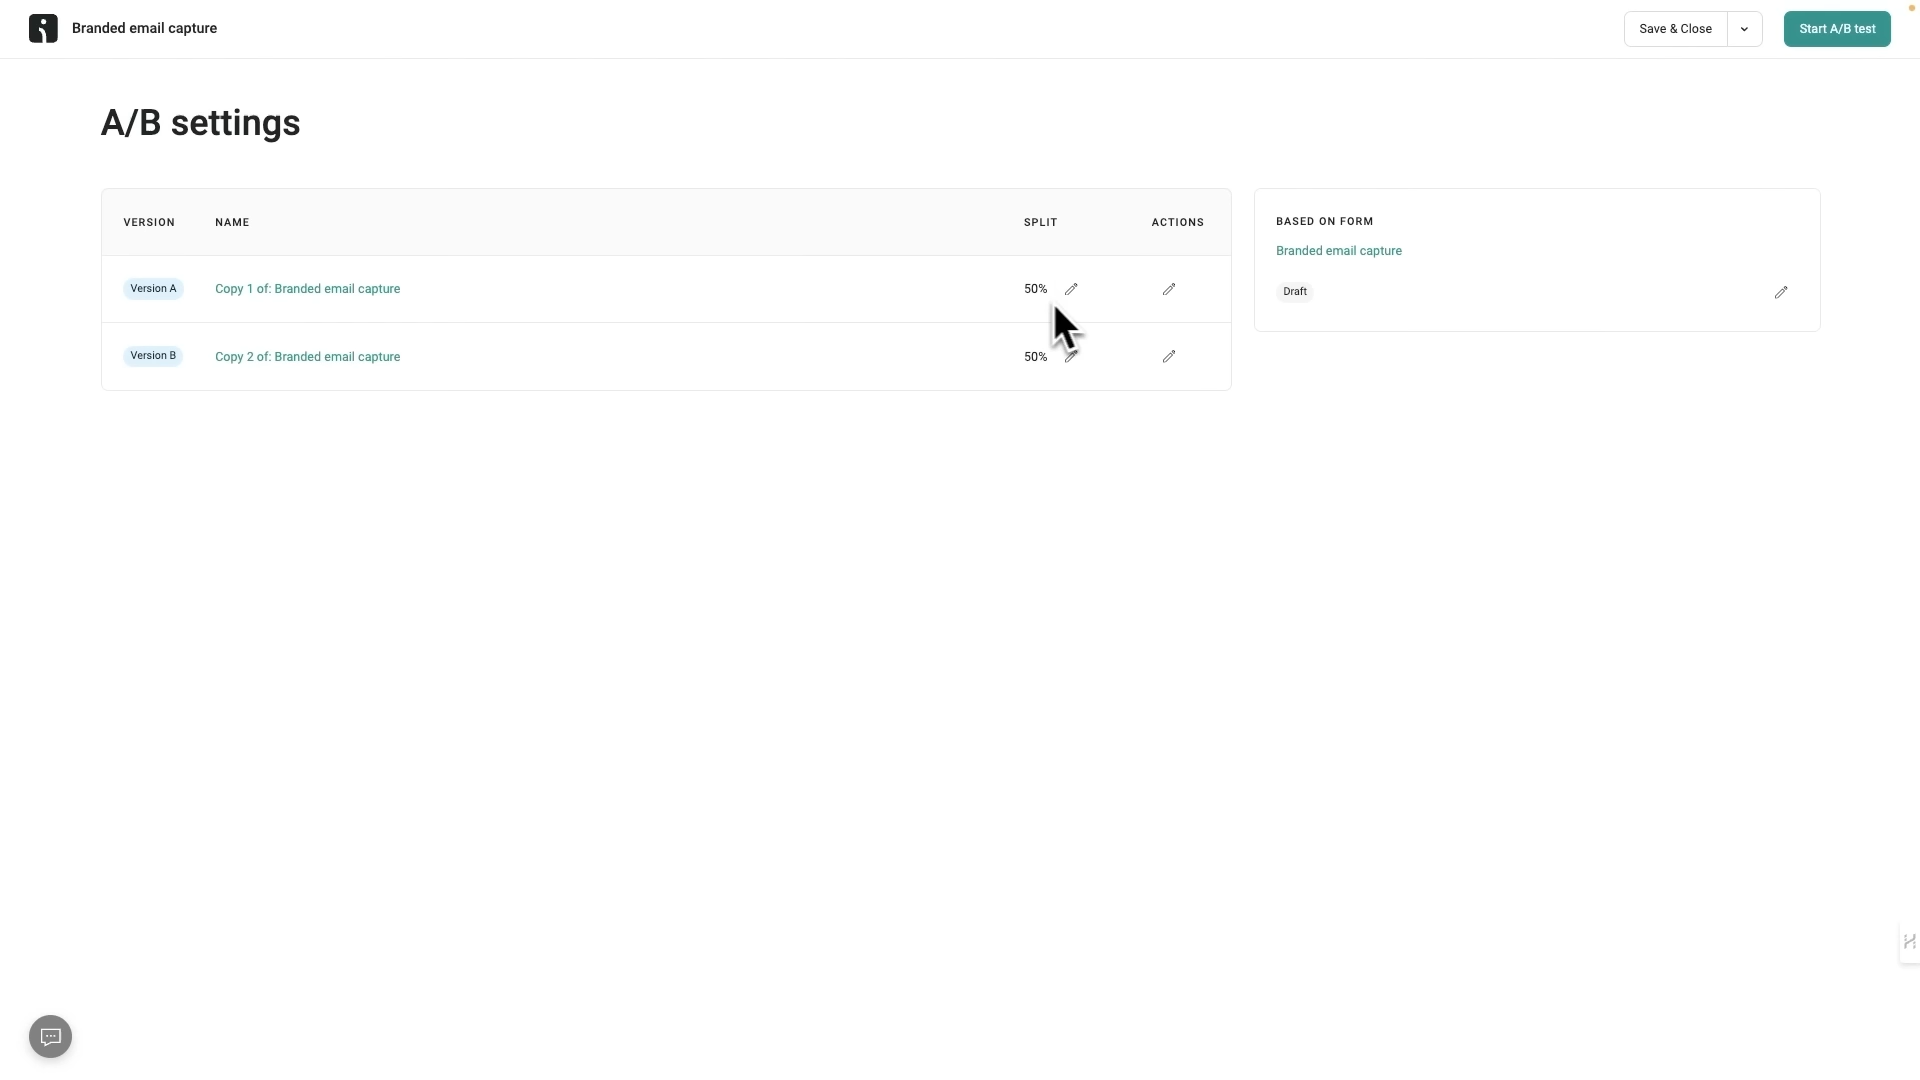 Branded email capture
Save & Close
Start A/B test
A/B settings
VERSION NAME SPLIT ACTIONS
Version A Copy 1 of: Branded email capture 50%
Version B Copy 2 of: Branded email capture 50%
BASED ON FORM
Branded email capture
Draft